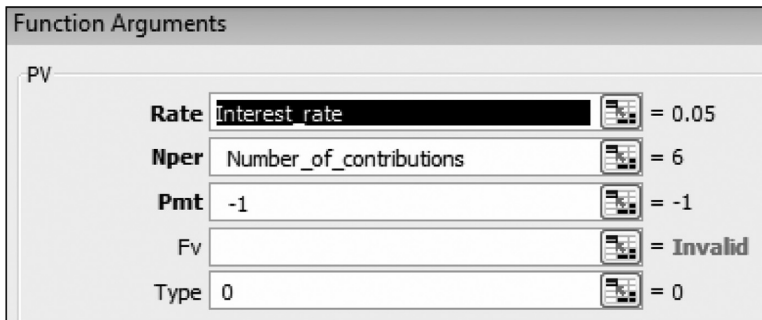 Function Arguments
PV
Rate Interest_rate = 0.05
Nper Number_of_contributions = 6
Pmt -1 = -1
Fv = Invalid
Type 0 = 0